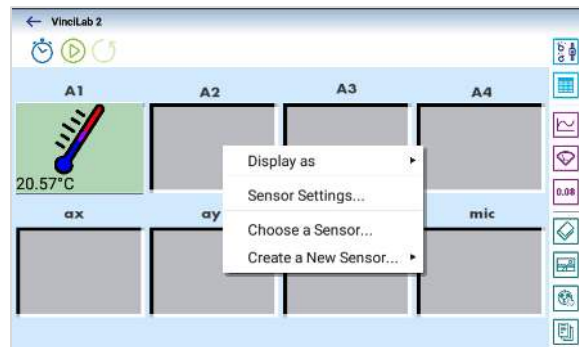 VinciLab 2
A1 A2 A3 A4
Display as
20.57°C
Sensor Settings...
0.08
ax ay mic
Choose a Sensor...
Create a New Sensor...